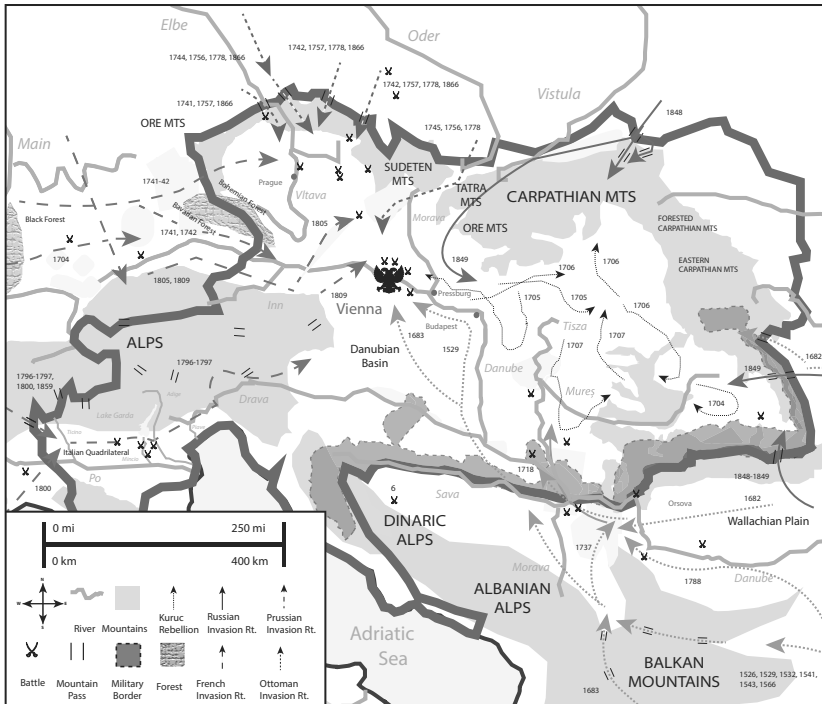 Elbe
Oder
1744, 1756, 1778, 1866
1742, 1757, 1778, 1866
1742, 1757, 1778, 1866
1741, 1757, 1866
Vistula
1848
ORE MTS
1745, 1756, 1778
Main
SUDETEN
MTS
1741-42
Prague
Vltava
TATRA
MTS
CARPATHIAN MTS
Bohemian Forest
Bavarian Forest
Black Forest
Morava
ORE MTS
FORESTED
CARPATHIAN MTS
1805
1741, 1742
1704
EASTERN
CARPATHIAN MTS
1849
1706
1706
1805, 1809
1809
Inn
Vienna
Pressburg
1705
1705
1706
Budapest
Tisza
1683
1529
1707
1707
ALPS
Danubian
Basin
Danube
1682
1796-1797
1796-1797,
1800, 1859
Mureş
1849
Drava
1704
Lake Garda
Adige
Ticino
Piave
Italian Quadrilateral
Mincio
1718
Po
1800
6
Sava
1848-1849
1682
Orsova
Wallachian Plain
DINARIC
ALPS
1737
Morava
1788
Danube
ALBANIAN
ALPS
Adriatic
Sea
BALKAN
MOUNTAINS
1683
1526, 1529, 1532, 1541,
1543, 1566
0 mi
250 mi
0 km
400 km
N
W
E
S
River
Mountains
Kuruc
Rebellion
Russian
Invasion Rt.
Prussian
Invasion Rt.
Battle
Mountain
Pass
Military
Border
Forest
French
Invasion Rt.
Ottoman
Invasion Rt.